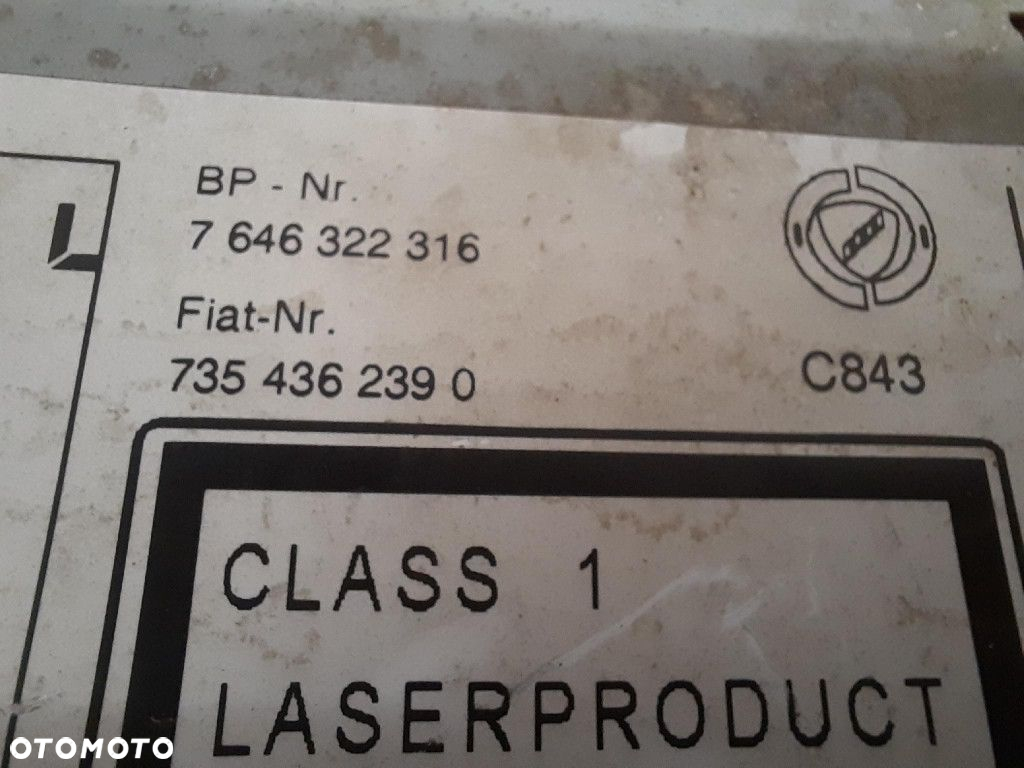 BP - Nr.
7 646 322 316
Fiat-Nr.
735 436 239 0
C843
CLASS 1
LASERPRODUCT
OTOMOTO